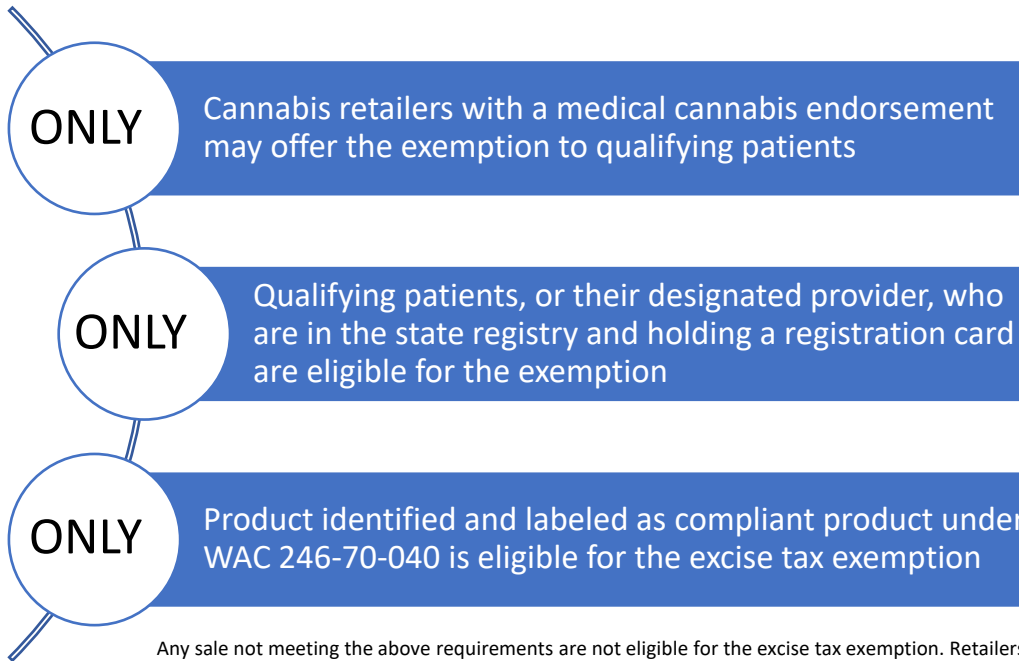 ONLY
Cannabis retailers with a medical cannabis endorsement
may offer the exemption to qualifying patients
ONLY
Qualifying patients, or their designated provider, who
are in the state registry and holding a registration card
are eligible for the exemption
ONLY
Product identified and labeled as compliant product under
WAC 246-70-040 is eligible for the excise tax exemption
Any sale not meeting the above requirements are not eligible for the excise tax exemption. Retailers